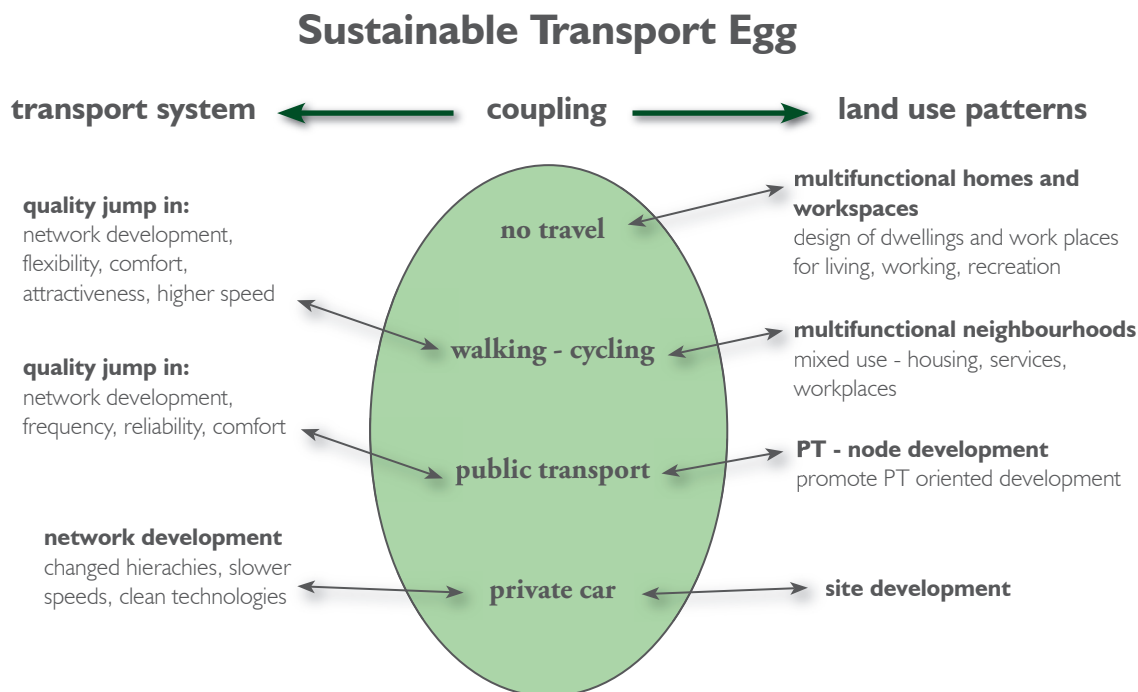 Sustainable Transport Egg
transport system
coupling
land use patterns
quality jump in:
network development,
flexibility, comfort,
attractiveness, higher speed
quality jump in:
network development,
frequency, reliability, comfort
network development
changed hierachies, slower
speeds, clean technologies
no travel
walking - cycling
public transport
private car
multifunctional homes and
workspaces
design of dwellings and work places
for living, working, recreation
multifunctional neighbourhoods
mixed use - housing, services,
workplaces
PT - node development
promote PT oriented development
site development